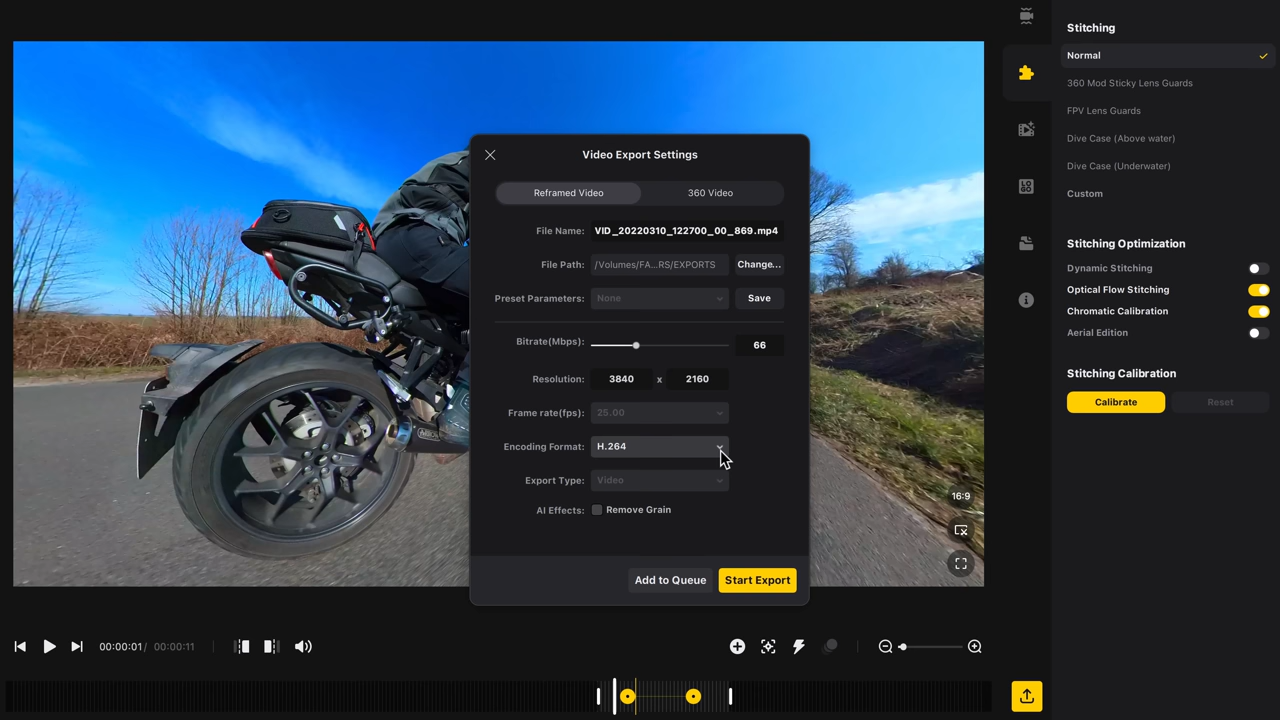 Video Export Settings
Reframed Video 360 Video
File Name: VID_20220310_122700_00_869.mp4
File Path: /Volumes/FA...RS/EXPORTS Change...
Preset Parameters: None Save
Bitrate(Mbps): 66
Resolution: 3840 x 2160
Frame rate(fps): 25.00
Encoding Format: H.264
Export Type: Video
AI Effects: Remove Grain
Add to Queue Start Export
16:9
00:00:01/ 00:00:11
LO
GO
Stitching
Normal
360 Mod Sticky Lens Guards
FPV Lens Guards
Dive Case (Above water)
Dive Case (Underwater)
Custom
Stitching Optimization
Dynamic Stitching
Optical Flow Stitching
Chromatic Calibration
Aerial Edition
Stitching Calibration
Calibrate Reset